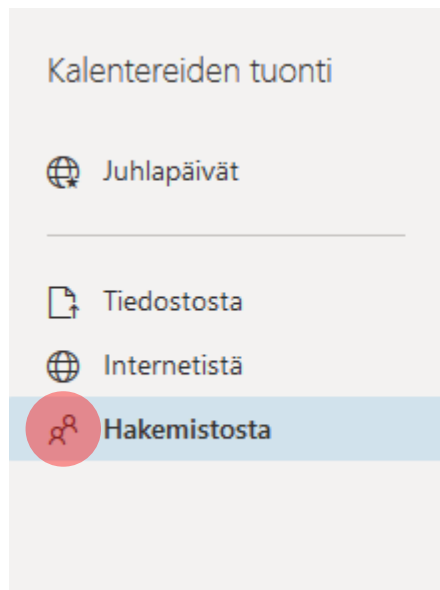 Kalentereiden tuonti
Juhlapäivät
Tiedostosta
Internetistä
Hakemistosta